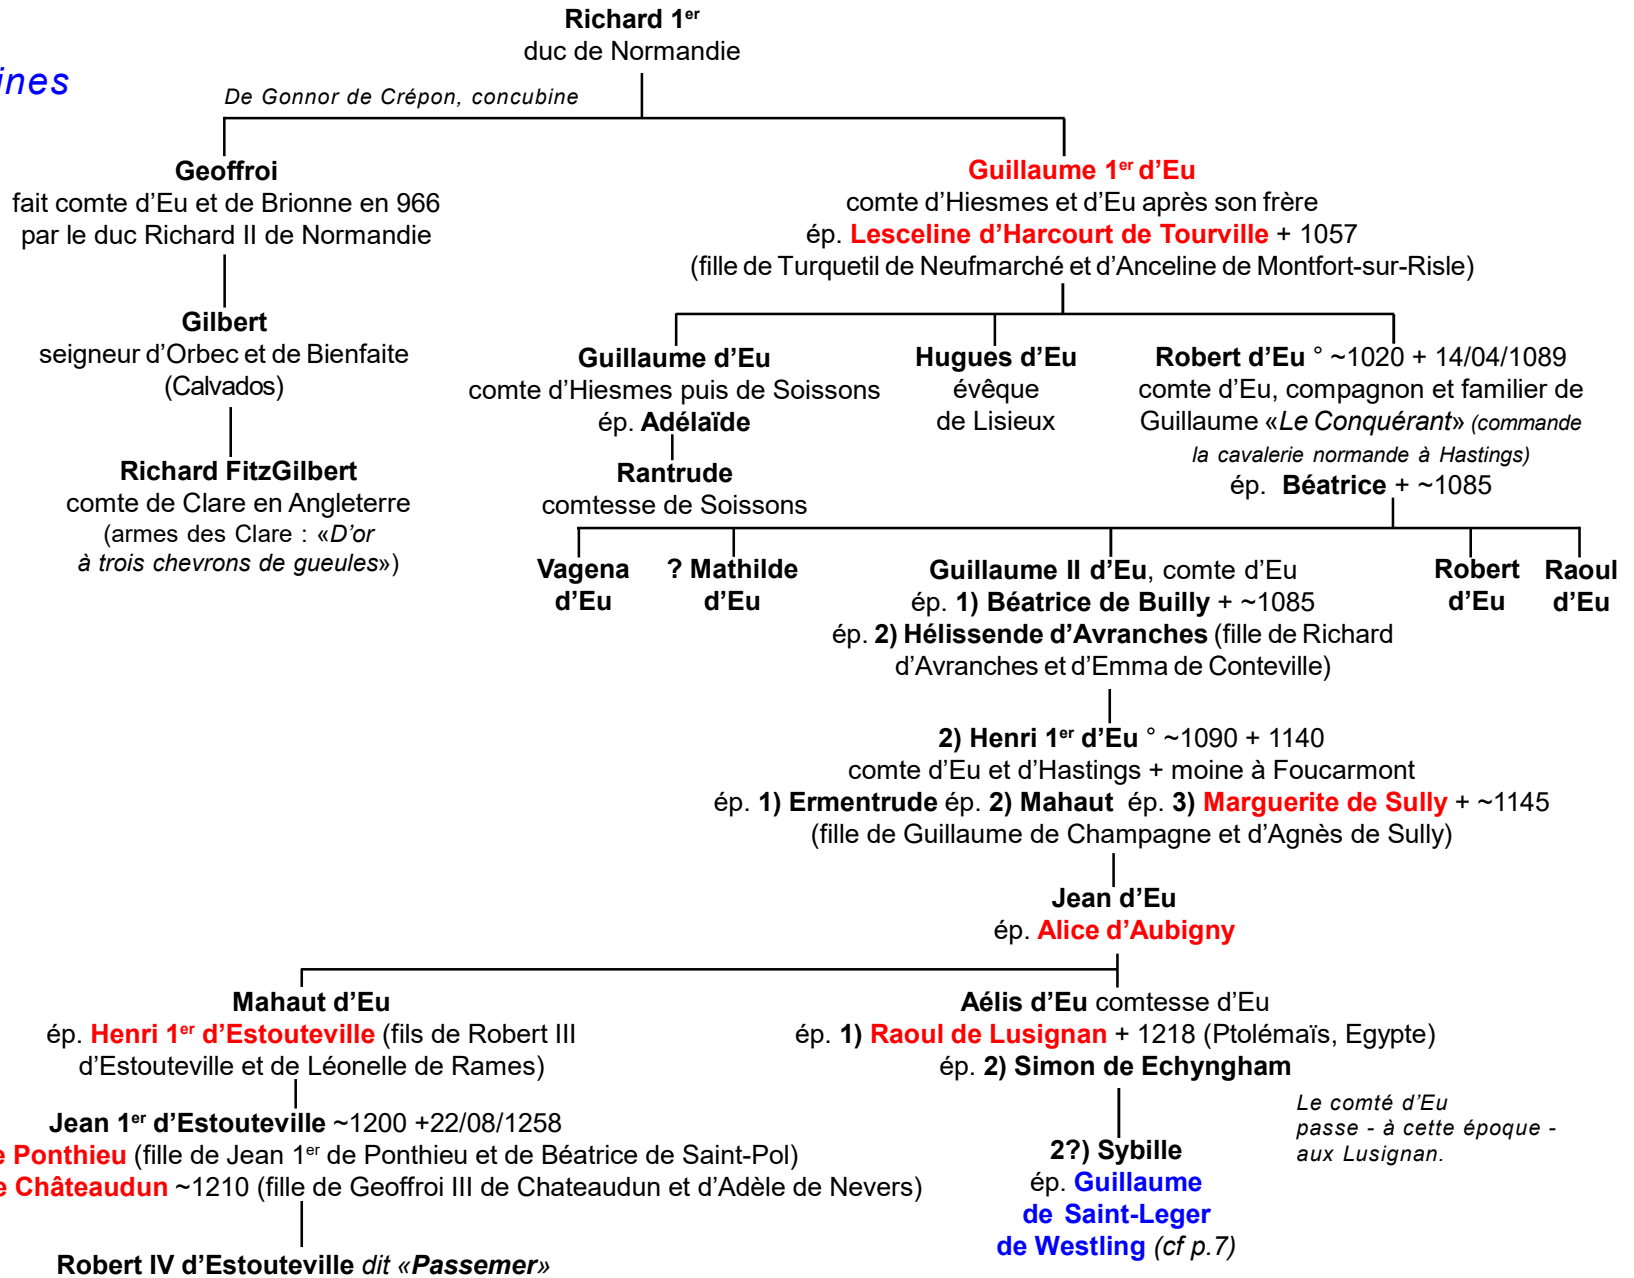 Richard 1er
duc de Normandie
ines
De Gonnor de Crépon, concubine
Geoffroi
fait comte d'Eu et de Brionne en 966
par le duc Richard II de Normandie
Guillaume 1er d'Eu
comte d'Hiesmes et d'Eu après son frère
ép. Lesceline d'Harcourt de Tourville + 1057
(fille de Turquetil de Neufmarché et d'Anceline de Montfort-sur-Risle)
Gilbert
seigneur d'Orbec et de Bienfaite
(Calvados)
Guillaume d'Eu
comte d'Hiesmes puis de Soissons
ép. Adélaïde
Hugues d'Eu
évêque
de Lisieux
Robert d'Eu ° ~1020 + 14/04/1089
comte d'Eu, compagnon et familier de
Guillaume «Le Conquérant» (commande
la cavalerie normande à Hastings)
ép. Béatrice + ~1085
Richard FitzGilbert
comte de Clare en Angleterre
(armes des Clare : «D'or
à trois chevrons de gueules»)
Rantrude
comtesse de Soissons
Vagena
d'Eu
? Mathilde
d'Eu
Guillaume II d'Eu, comte d'Eu
ép. 1) Béatrice de Builly + ~1085
ép. 2) Hélissende d'Avranches (fille de Richard
d'Avranches et d'Emma de Conteville)
Robert
d'Eu
Raoul
d'Eu
2) Henri 1er d'Eu ° ~1090 + 1140
comte d'Eu et d'Hastings + moine à Foucarmont
ép. 1) Ermentrude ép. 2) Mahaut ép. 3) Marguerite de Sully + ~1145
(fille de Guillaume de Champagne et d'Agnès de Sully)
Jean d'Eu
ép. Alice d'Aubigny
Mahaut d'Eu
ép. Henri 1er d'Estouteville (fils de Robert III
d'Estouteville et de Léonelle de Rames)
Aélis d'Eu comtesse d'Eu
ép. 1) Raoul de Lusignan + 1218 (Ptolémaïs, Egypte)
ép. 2) Simon de Echyngham
Jean 1er d'Estouteville ~1200 +22/08/1258
e Ponthieu (fille de Jean 1er de Ponthieu et de Béatrice de Saint-Pol)
e Châteaudun ~1210 (fille de Geoffroi III de Chateaudun et d'Adèle de Nevers)
Le comté d'Eu
passe - à cette époque -
aux Lusignan.
2?) Sybille
ép. Guillaume
de Saint-Leger
de Westling (cf p.7)
Robert IV d'Estouteville dit «Passemer»